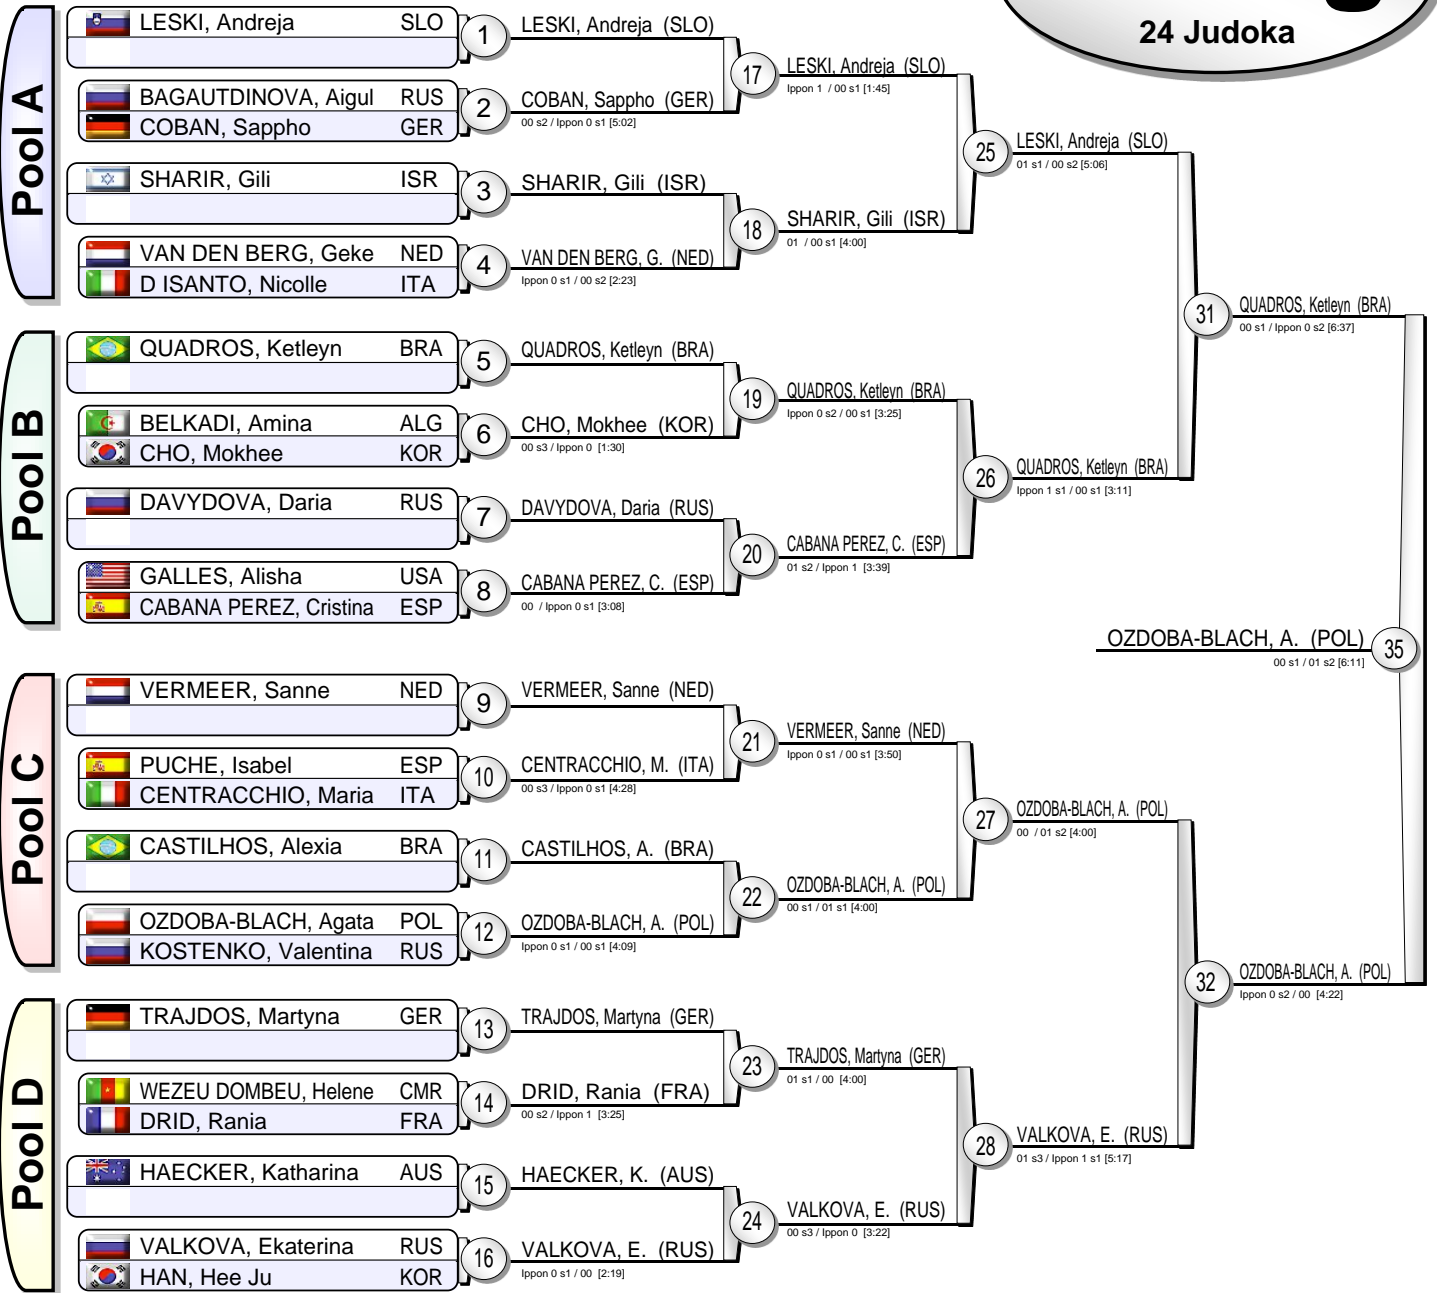 24 Judoka
Pool A
LESKI, Andreja SLO
BAGAUTDINOVA, Aigul RUS
COBAN, Sappho GER
SHARIR, Gili ISR
VAN DEN BERG, Geke NED
D ISANTO, Nicolle ITA
1
LESKI, Andreja (SLO)
2
COBAN, Sappho (GER)
00 s2 / Ippon 0 s1 [5:02]
3
SHARIR, Gili (ISR)
4
VAN DEN BERG, G. (NED)
Ippon 0 s1 / 00 s2 [2:23]
17
LESKI, Andreja (SLO)
Ippon 1 / 00 s1 [1:45]
18
SHARIR, Gili (ISR)
01 / 00 s1 [4:00]
25
LESKI, Andreja (SLO)
01 s1 / 00 s2 [5:06]
Pool B
QUADROS, Ketleyn BRA
BELKADI, Amina ALG
CHO, Mokhee KOR
DAVYDOVA, Daria RUS
GALLES, Alisha USA
CABANA PEREZ, Cristina ESP
5
QUADROS, Ketleyn (BRA)
6
CHO, Mokhee (KOR)
00 s3 / Ippon 0 [1:30]
7
DAVYDOVA, Daria (RUS)
8
CABANA PEREZ, C. (ESP)
00 / Ippon 0 s1 [3:08]
19
QUADROS, Ketleyn (BRA)
Ippon 0 s2 / 00 s1 [3:25]
20
CABANA PEREZ, C. (ESP)
01 s2 / Ippon 1 [3:39]
26
QUADROS, Ketleyn (BRA)
Ippon 1 s1 / 00 s1 [3:11]
31
QUADROS, Ketleyn (BRA)
00 s1 / Ippon 0 s2 [6:37]
OZDOBA-BLACH, A. (POL)
35
00 s1 / 01 s2 [6:11]
Pool C
VERMEER, Sanne NED
PUCHE, Isabel ESP
CENTRACCHIO, Maria ITA
CASTILHOS, Alexia BRA
OZDOBA-BLACH, Agata POL
KOSTENKO, Valentina RUS
9
VERMEER, Sanne (NED)
10
CENTRACCHIO, M. (ITA)
00 s3 / Ippon 0 s1 [4:28]
11
CASTILHOS, A. (BRA)
12
OZDOBA-BLACH, A. (POL)
Ippon 0 s1 / 00 s1 [4:09]
21
VERMEER, Sanne (NED)
Ippon 0 s1 / 00 s1 [3:50]
22
OZDOBA-BLACH, A. (POL)
00 s1 / 01 s1 [4:00]
27
OZDOBA-BLACH, A. (POL)
00 / 01 s2 [4:00]
Pool D
TRAJDOS, Martyna GER
WEZEU DOMBEU, Helene CMR
DRID, Rania FRA
HAECKER, Katharina AUS
VALKOVA, Ekaterina RUS
HAN, Hee Ju KOR
13
TRAJDOS, Martyna (GER)
14
DRID, Rania (FRA)
00 s2 / Ippon 1 [3:25]
15
HAECKER, K. (AUS)
16
VALKOVA, E. (RUS)
Ippon 0 s1 / 00 [2:19]
23
TRAJDOS, Martyna (GER)
01 s1 / 00 [4:00]
24
VALKOVA, E. (RUS)
00 s3 / Ippon 0 [3:22]
28
VALKOVA, E. (RUS)
01 s3 / Ippon 1 s1 [5:17]
32
OZDOBA-BLACH, A. (POL)
Ippon 0 s2 / 00 [4:22]